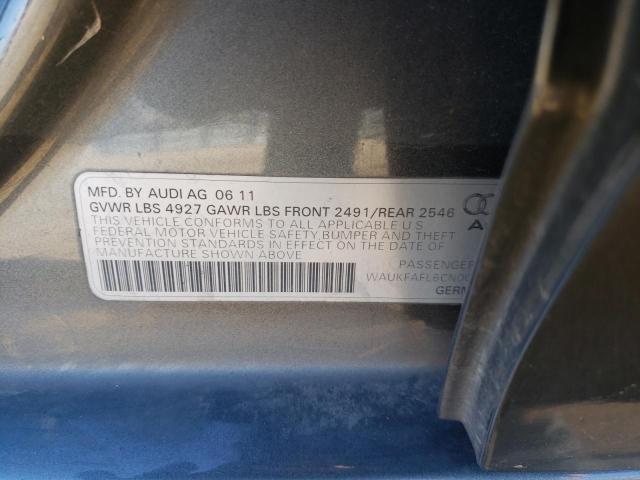 MFD. BY AUDI AG 06 11
GVWR LBS 4927 GAWR LBS FRONT 2491/REAR 2546
THIS VEHICLE CONFORMS TO ALL APPLICABLE U S
FEDERAL MOTOR VEHICLE SAFETY BUMPER AND THEFT
PREVENTION STANDARDS IN EFFECT ON THE DATE OF
MANUFACTURE SHOWN ABOVE
PASSENGER
WAUKFAFL6CN0
GERM